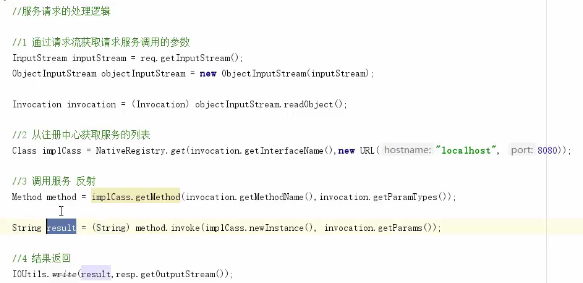 //服务请求的处理逻辑
//1 通过请求流获取请求服务调用的参数
InputStream inputStream = req.getInputStream();
ObjectInputStream objectInputStream = new ObjectInputStream(inputStream);
Invocation invocation = (Invocation) objectInputStream.readObject();
//2 从注册中心获取服务的列表
Class implCass = NativeRegistry.get(invocation.getInterfaceName(),new URL( hostname: "localhost", port: 8080));
//3 调用服务 反射
Method method = implCass.getMethod(invocation.getMethodName(),invocation.getParamTypes());
String result = (String) method.invoke(implCass.newInstance(), invocation.getParams());
//4 结果返回
IOUtils.write(result,resp.getOutputStream());